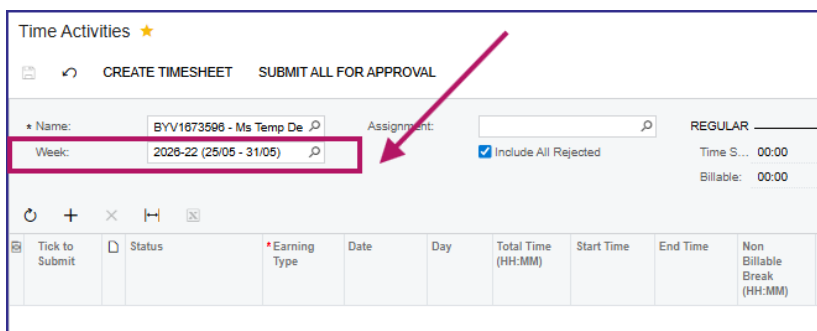 Time Activities
CREATE TIMESHEET SUBMIT ALL FOR APPROVAL
* Name: BYV1673596 - Ms Temp De Assignment: REGULAR
Week: 2026-22 (25/05 - 31/05) Include All Rejected Time S... 00:00
Billable: 00:00
Tick to Submit Status * Earning Type Date Day Total Time (HH:MM) Start Time End Time Non Billable Break (HH:MM)